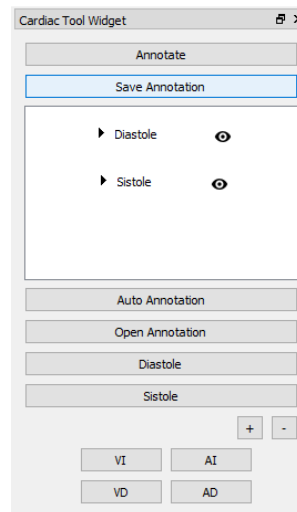 Cardiac Tool Widget
Annotate
Save Annotation
Diastole
Sistole
Auto Annotation
Open Annotation
Diastole
Sistole
+ -
VI AI
VD AD